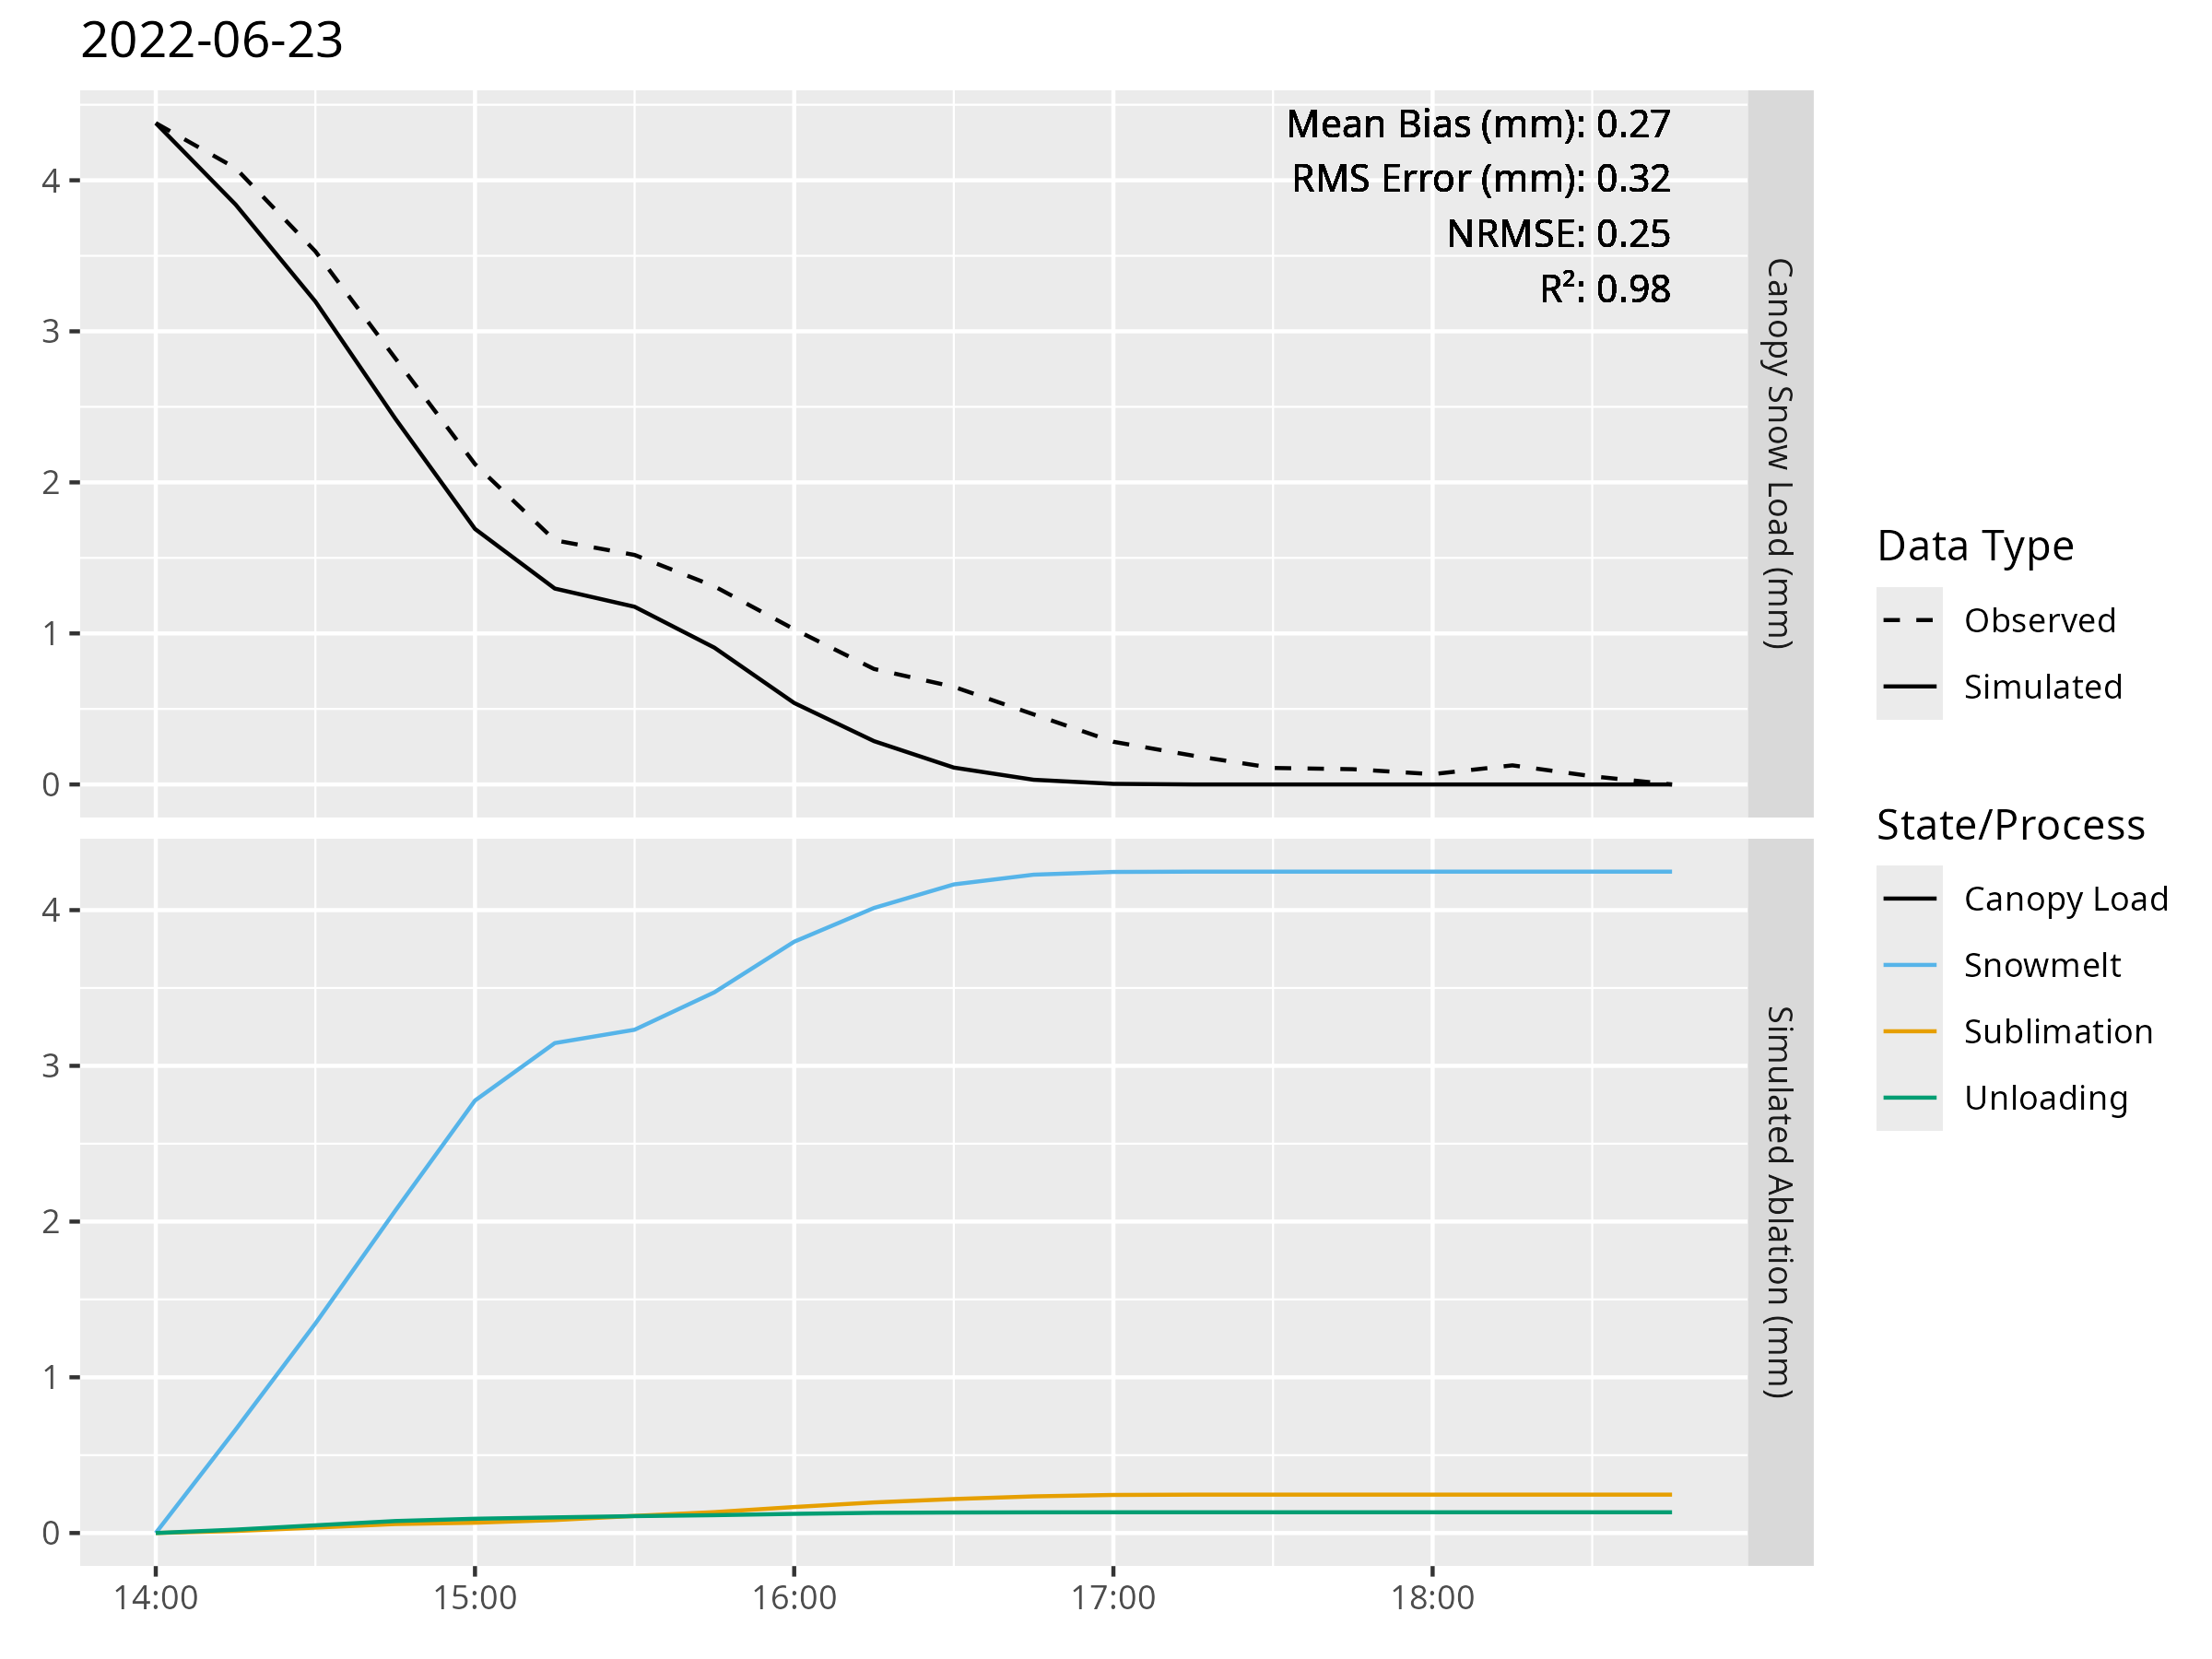 2022-06-23
Mean Bias (mm): 0.27
RMS Error (mm): 0.32
NRMSE: 0.25
R²: 0.98
4
3
2
1
0
Canopy Snow Load (mm)
4
3
2
1
0
Simulated Ablation (mm)
14:00 15:00 16:00 17:00 18:00
Data Type
Observed
Simulated
State/Process
Canopy Load
Snowmelt
Sublimation
Unloading